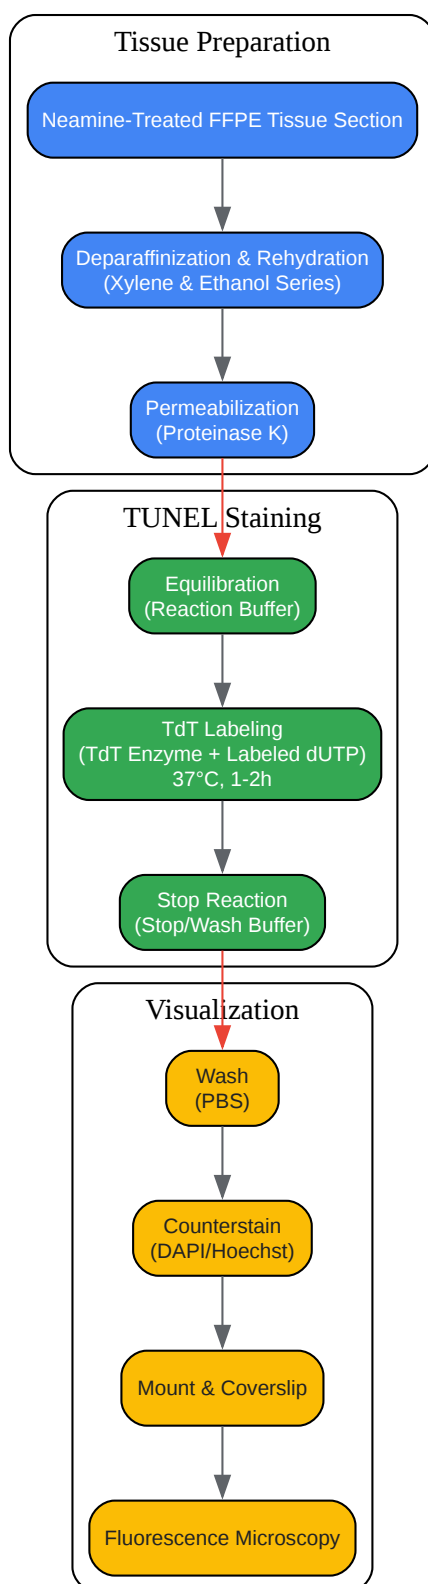 Tissue Preparation
Neamine-Treated FFPE Tissue Section
Deparaffinization & Rehydration
(Xylene & Ethanol Series)
Permeabilization
(Proteinase K)
TUNEL Staining
Equilibration
(Reaction Buffer)
TdT Labeling
(TdT Enzyme + Labeled dUTP)
37°C, 1-2h
Stop Reaction
(Stop/Wash Buffer)
Visualization
Wash
(PBS)
Counterstain
(DAPI/Hoechst)
Mount & Coverslip
Fluorescence Microscopy